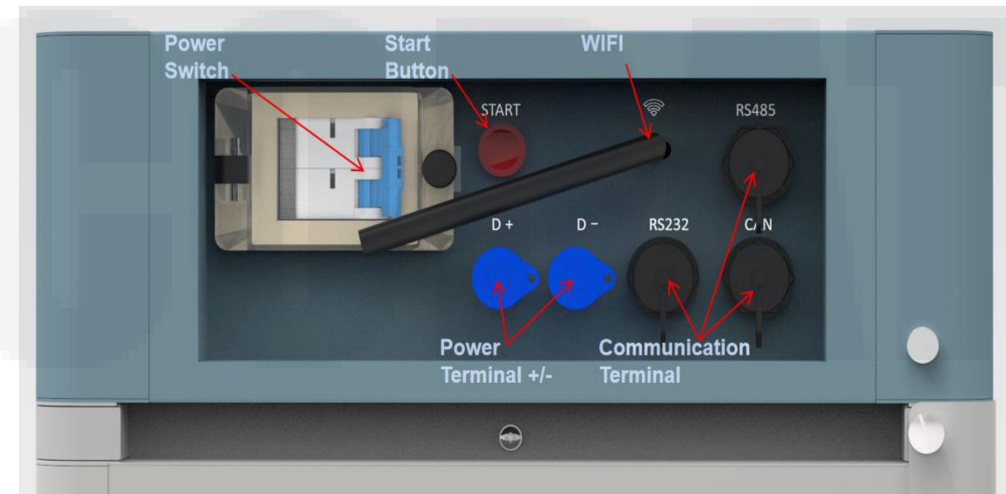 Power
Switch
Start
Button
WIFI
START
RS485
D +
D −
RS232
CAN
Power
Terminal +/-
Communication
Terminal